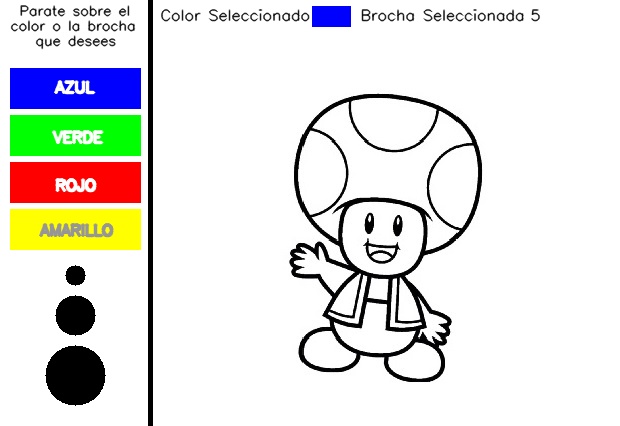 Parate sobre el
color o la brocha
que desees
Color Seleccionado
Brocha Seleccionada 5
AZUL
VERDE
ROJO
AMARILLO